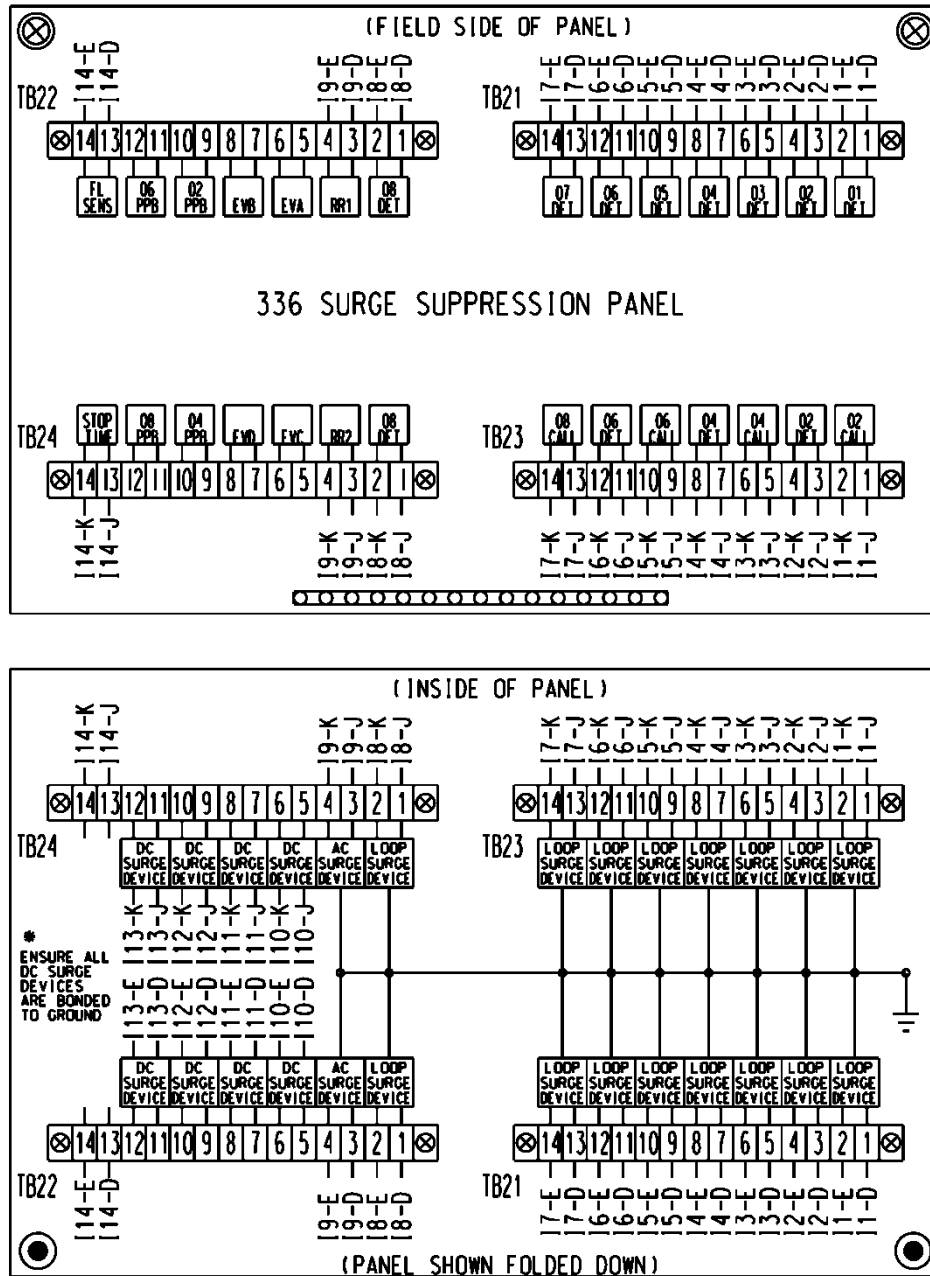 (FIELD SIDE OF PANEL)
I14-E I14-D I9-E I9-D I8-E I8-D I7-E I7-D I6-E I6-D I5-E I5-D I4-E I4-D I3-E I3-D I2-E I2-D I1-E I1-D
TB22 TB21
14 13 12 11 10 9 8 7 6 5 4 3 2 1 14 13 12 11 10 9 8 7 6 5 4 3 2 1
FL SENS 06 PPB 02 PPB EVB EVA RR1 08 DET 07 DET 06 DET 05 DET 04 DET 03 DET 02 DET 01 DET
336 SURGE SUPPRESSION PANEL
STOP TIME 08 PPB 04 PPB EVD EVC RR2 08 DET 08 CALL 06 DET 06 CALL 04 DET 04 CALL 02 DET 02 CALL
TB24 TB23
14 13 12 11 10 9 8 7 6 5 4 3 2 1 14 13 12 11 10 9 8 7 6 5 4 3 2 1
I14-K I14-J I9-K I9-J I8-K I8-J I7-K I7-J I6-K I6-J I5-K I5-J I4-K I4-J I3-K I3-J I2-K I2-J I1-K I1-J
(INSIDE OF PANEL)
I14-K I14-J I9-K I9-J I8-K I8-J I7-K I7-J I6-K I6-J I5-K I5-J I4-K I4-J I3-K I3-J I2-K I2-J I1-K I1-J
14 13 12 11 10 9 8 7 6 5 4 3 2 1 14 13 12 11 10 9 8 7 6 5 4 3 2 1
TB24 TB23
DC DC DC DC AC LOOP LOOP LOOP LOOP LOOP LOOP LOOP LOOP
SURGE SURGE SURGE SURGE SURGE SURGE SURGE SURGE SURGE SURGE SURGE SURGE SURGE
DEVICE DEVICE DEVICE DEVICE DEVICE DEVICE DEVICE DEVICE DEVICE DEVICE DEVICE DEVICE DEVICE
I13-K I13-J I12-K I12-J I11-K I11-J I10-K I10-J
*
ENSURE ALL
DC SURGE
DEVICES
ARE BONDED
TO GROUND
I13-E I13-D I12-E I12-D I11-E I11-D I10-E I10-D
DC DC DC DC AC LOOP LOOP LOOP LOOP LOOP LOOP LOOP LOOP
SURGE SURGE SURGE SURGE SURGE SURGE SURGE SURGE SURGE SURGE SURGE SURGE SURGE
DEVICE DEVICE DEVICE DEVICE DEVICE DEVICE DEVICE DEVICE DEVICE DEVICE DEVICE DEVICE DEVICE
14 13 12 11 10 9 8 7 6 5 4 3 2 1 14 13 12 11 10 9 8 7 6 5 4 3 2 1
TB22 TB21
I14-E I14-D I9-E I9-D I8-E I8-D I7-E I7-D I6-E I6-D I5-E I5-D I4-E I4-D I3-E I3-D I2-E I2-D I1-E I1-D
(PANEL SHOWN FOLDED DOWN)